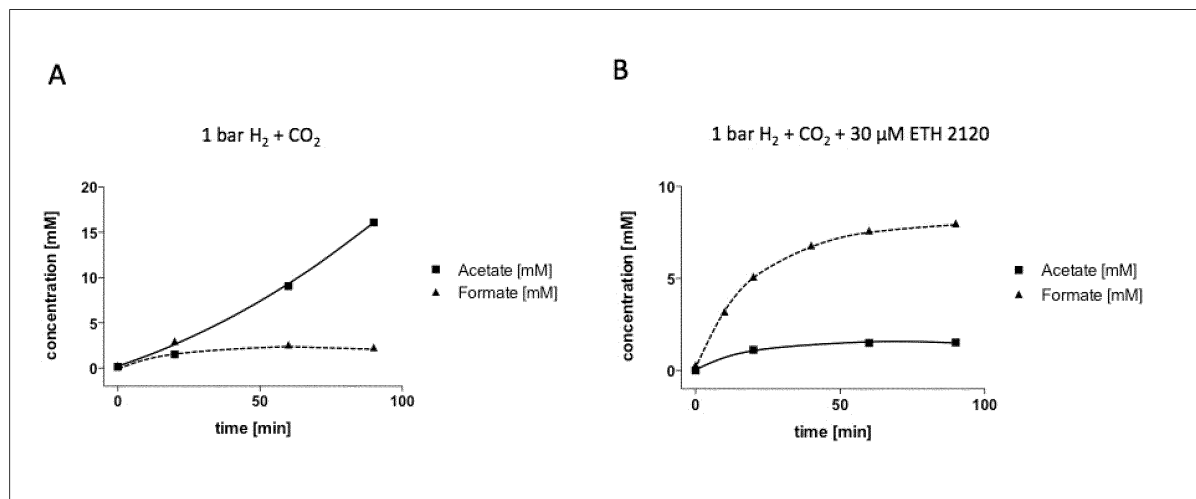 A
1 bar H₂ + CO₂
20
15
10
5
0
concentration [mM]
0 50 100
time [min]
Acetate [mM]
Formate [mM]
B
1 bar H₂ + CO₂ + 30 µM ETH 2120
10
5
0
concentration [mM]
0 50 100
time [min]
Acetate [mM]
Formate [mM]